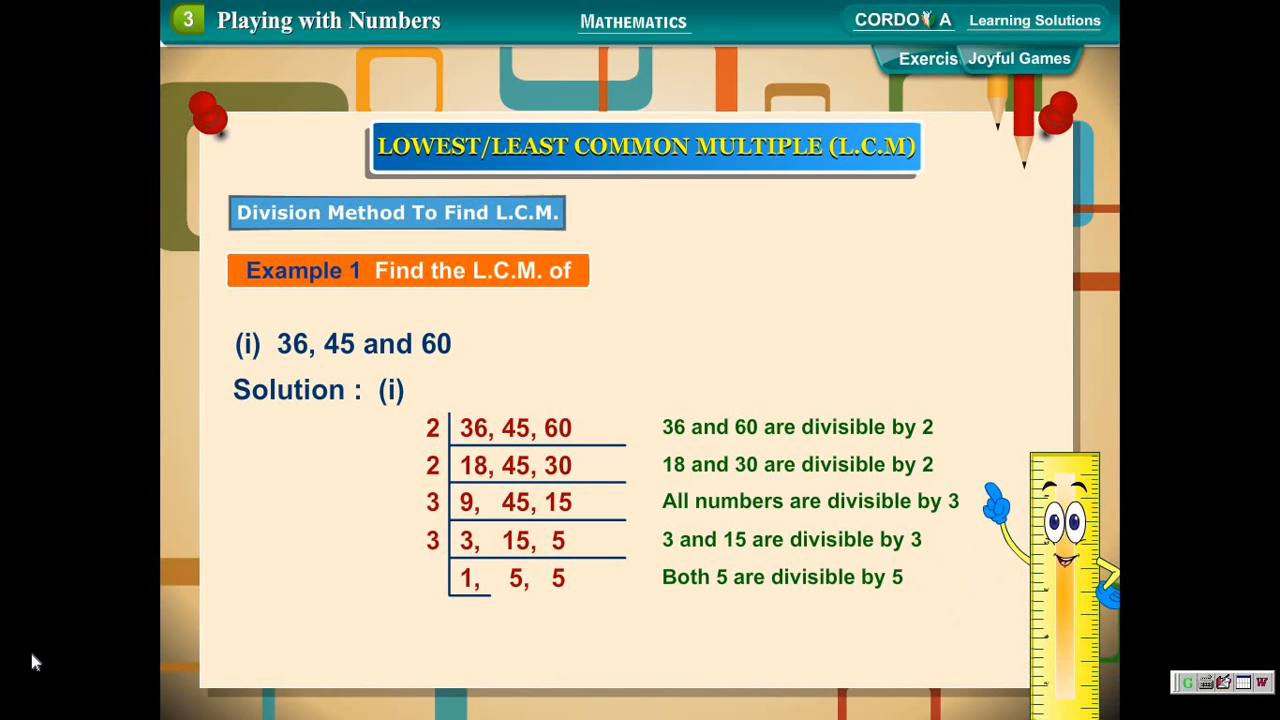 3 Playing with Numbers MATHEMATICS CORDOVA Learning Solutions
Exercis Joyful Games
LOWEST/LEAST COMMON MULTIPLE (L.C.M)
Division Method To Find L.C.M.
Example 1 Find the L.C.M. of
(i) 36, 45 and 60
Solution : (i)
2 36, 45, 60 36 and 60 are divisible by 2
2 18, 45, 30 18 and 30 are divisible by 2
3 9, 45, 15 All numbers are divisible by 3
3 3, 15, 5 3 and 15 are divisible by 3
1, 5, 5 Both 5 are divisible by 5
G W